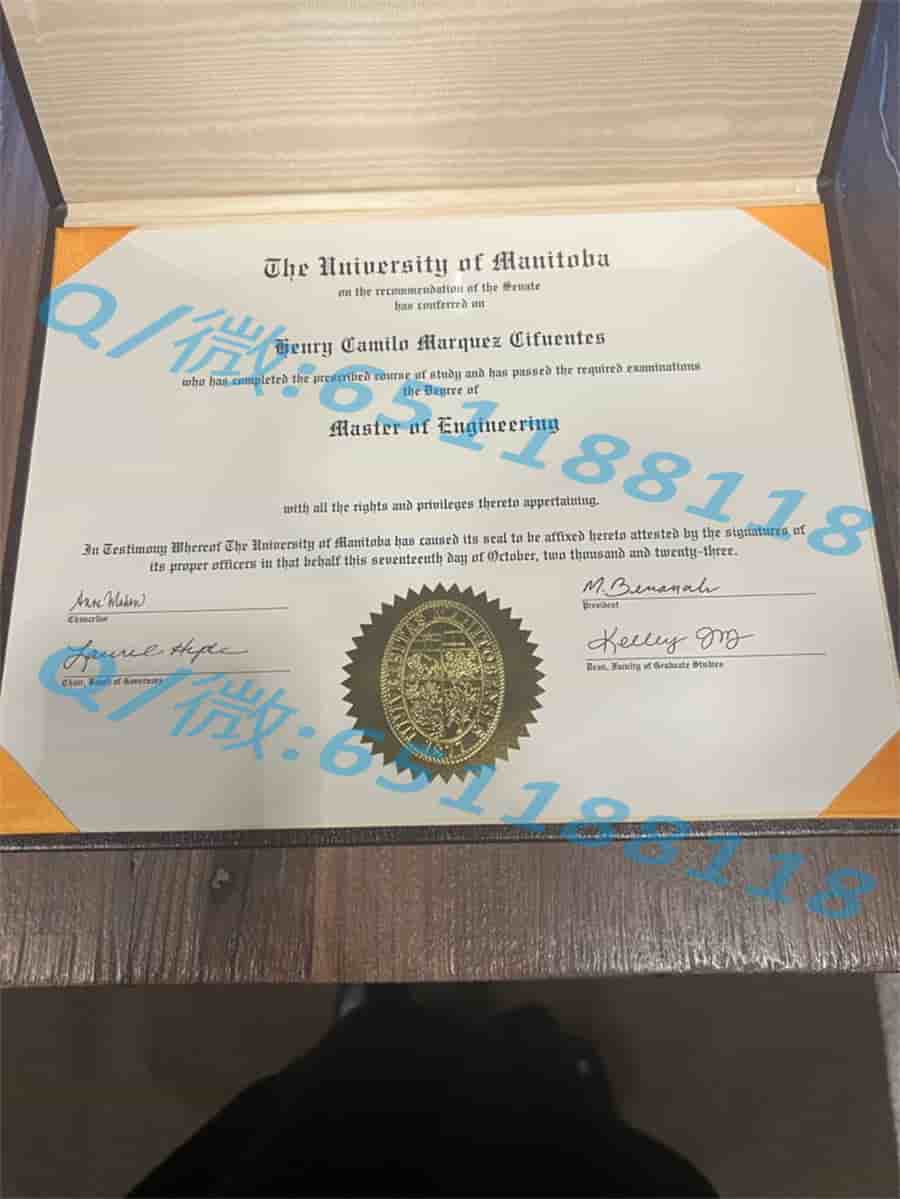 The University of Manitoba
on the recommendation of the Senate
has conferred on
Henry Camilo Marquez Cifuentes
who has completed the prescribed course of study and has passed the required examinations
the Degree of
Master of Engineering
with all the rights and privileges thereto appertaining.
In Testimony Whereof The University of Manitoba has caused its seal to be affixed hereto attested by the signatures of
its proper officers in that behalf this seventeenth day of October, two thousand and twenty-three.
Chancellor
President
Chair, Board of Governors
Dean, Faculty of Graduate Studies
Q/微:651188118
Q/微:651188118